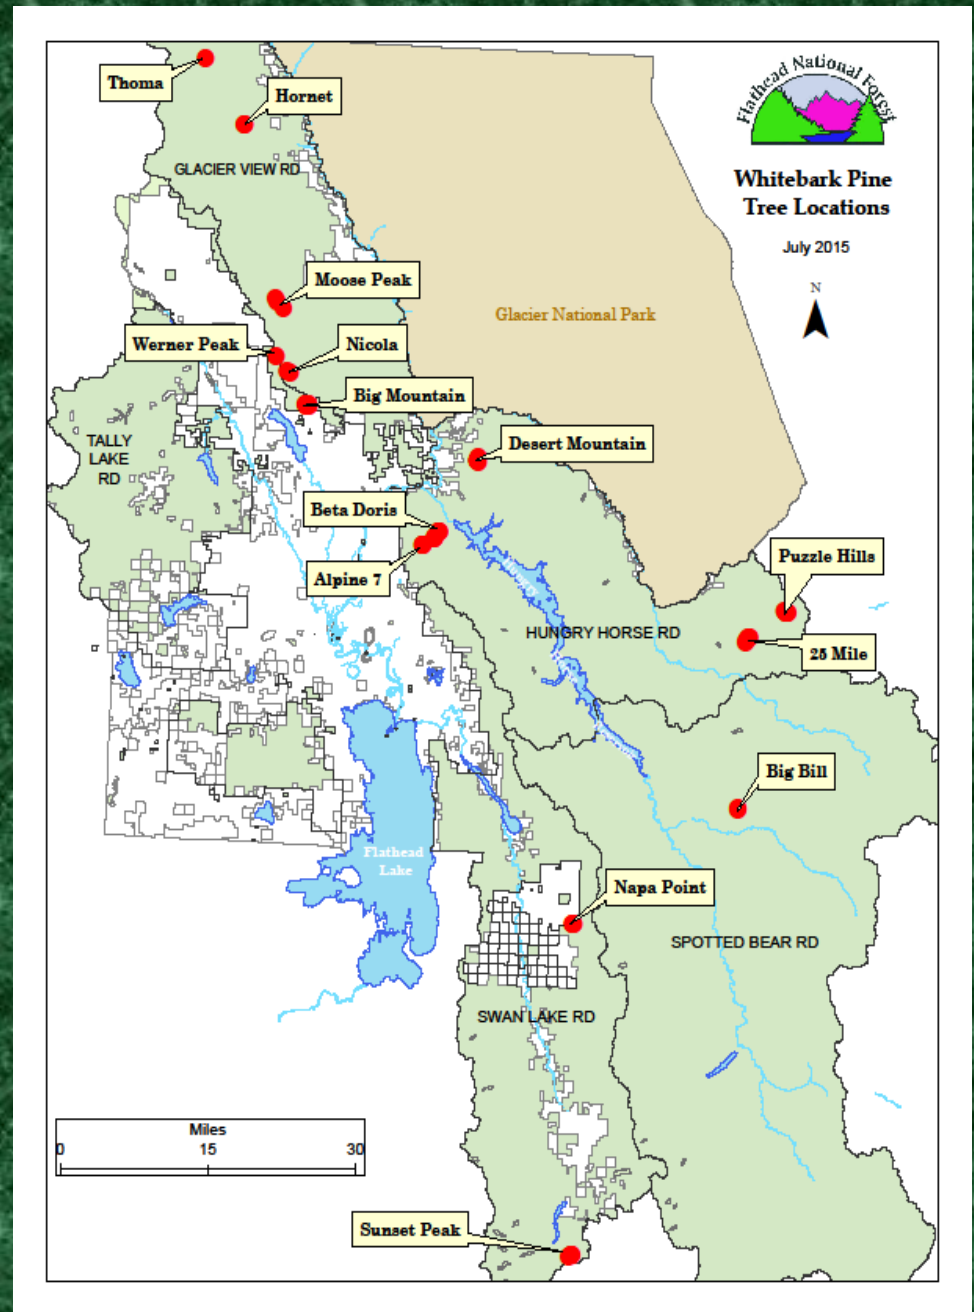 Flathead National Forest
Whitebark Pine
Tree Locations
July 2015
N
Thoma
Hornet
GLACIER VIEW RD
Moose Peak
Glacier National Park
Werner Peak
Nicola
Big Mountain
TALLY
LAKE
RD
Desert Mountain
Beta Doris
Puzzle Hills
Alpine 7
HUNGRY HORSE RD
25 Mile
Big Bill
Flathead
Lake
Napa Point
SPOTTED BEAR RD
SWAN LAKE RD
Miles
0 15 30
Sunset Peak